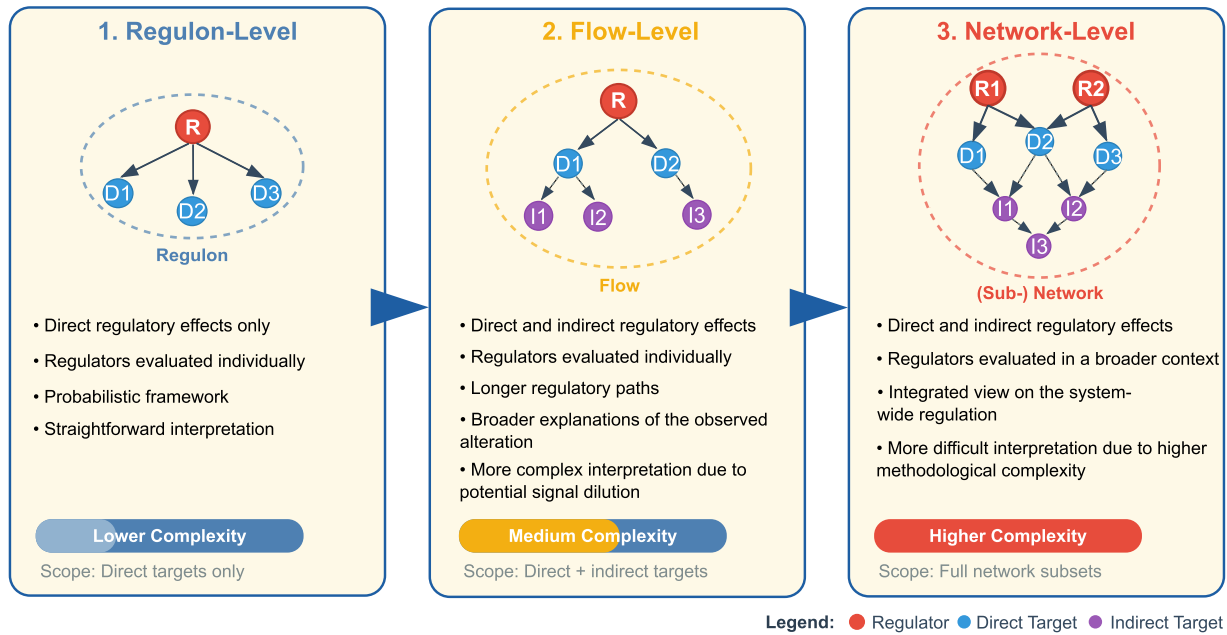 1. Regulon-Level
R
D1
D2
D3
Regulon
• Direct regulatory effects only
• Regulators evaluated individually
• Probabilistic framework
• Straightforward interpretation
Lower Complexity
Scope: Direct targets only
2. Flow-Level
R
D1
D2
I1
I2
I3
Flow
• Direct and indirect regulatory effects
• Regulators evaluated individually
• Longer regulatory paths
• Broader explanations of the observed
alteration
• More complex interpretation due to
potential signal dilution
Medium Complexity
Scope: Direct + indirect targets
3. Network-Level
R1
R2
D1
D2
D3
I1
I2
I3
(Sub-) Network
• Direct and indirect regulatory effects
• Regulators evaluated in a broader context
• Integrated view on the system-
wide regulation
• More difficult interpretation due to higher
methodological complexity
Higher Complexity
Scope: Full network subsets
Legend: Regulator Direct Target Indirect Target